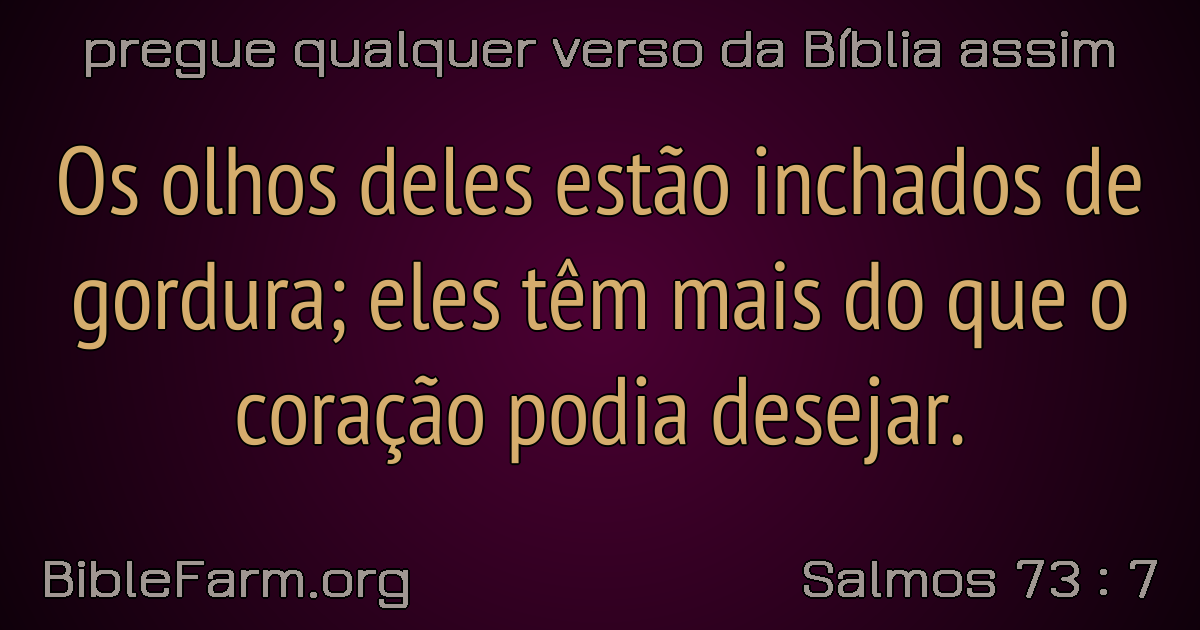 pregue qualquer verso da Bíblia assim
Os olhos deles estão inchados de
gordura; eles têm mais do que o
coração podia desejar.
BibleFarm.org
Salmos 73 : 7